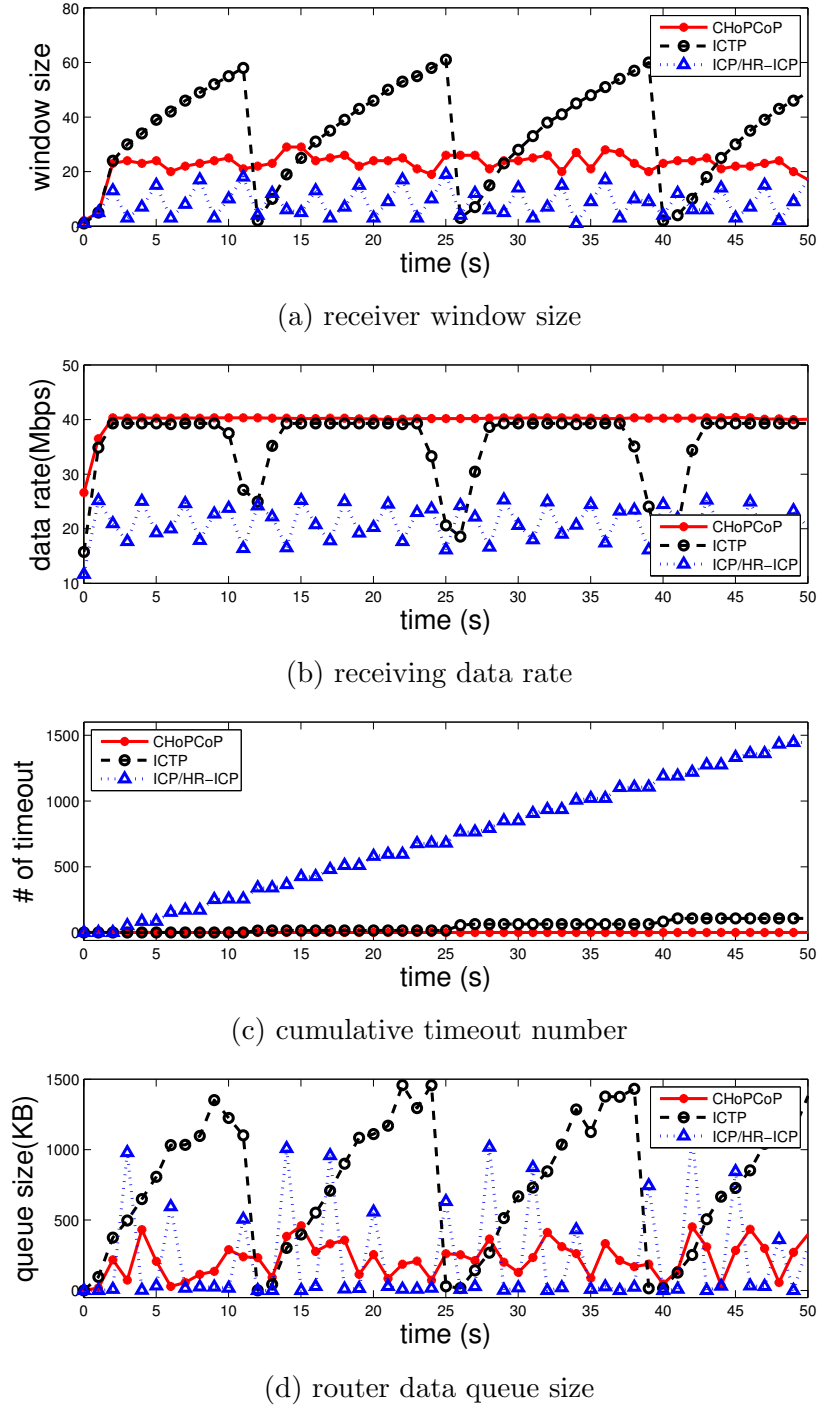 window size
60
40
20
0
0 5 10 15 20 25 30 35 40 45 50
time (s)
CHoPCoP
ICTP
ICP/HR-ICP
(a) receiver window size
data rate(Mbps)
50
40
30
20
10
0 5 10 15 20 25 30 35 40 45 50
time (s)
CHoPCoP
ICTP
ICP/HR-ICP
(b) receiving data rate
# of timeout
1500
1000
500
0
0 5 10 15 20 25 30 35 40 45 50
time (s)
CHoPCoP
ICTP
ICP/HR-ICP
(c) cumulative timeout number
queue size(KB)
1500
1000
500
0
0 5 10 15 20 25 30 35 40 45 50
time (s)
CHoPCoP
ICTP
ICP/HR-ICP
(d) router data queue size